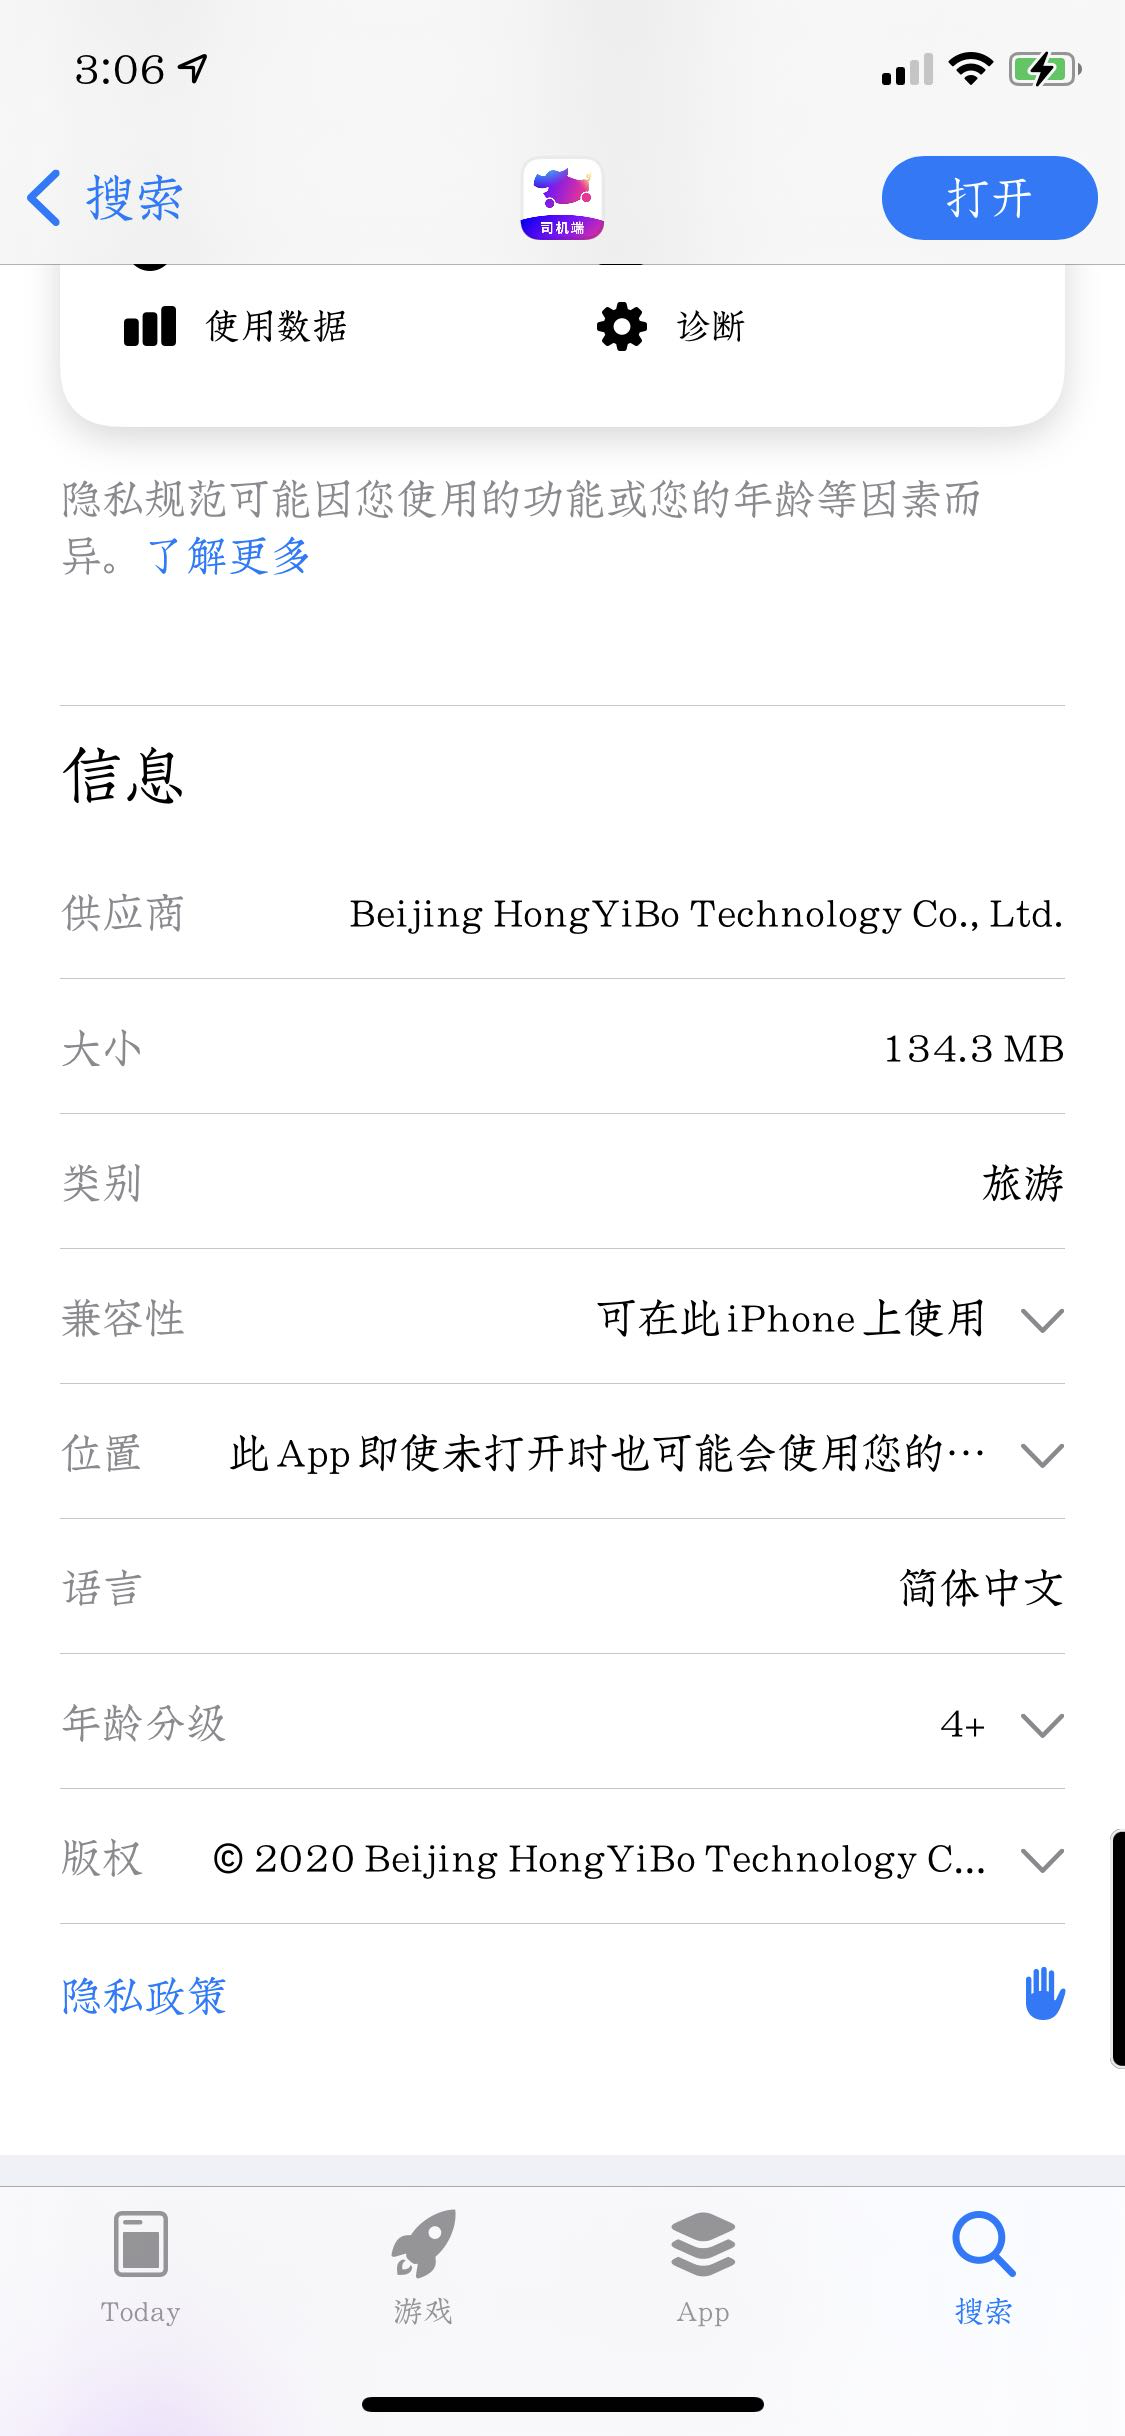 3:06
搜索
司机端
打开
使用数据
诊断
隐私规范可能因您使用的功能或您的年龄等因素而
异。了解更多
信息
供应商 Beijing HongYiBo Technology Co., Ltd.
大小 134.3 MB
类别 旅游
兼容性 可在此 iPhone 上使用
位置 此 App 即使未打开时也可能会使用您的…
语言 简体中文
年龄分级 4+
版权 © 2020 Beijing HongYiBo Technology C...
隐私政策
Today 游戏 App 搜索